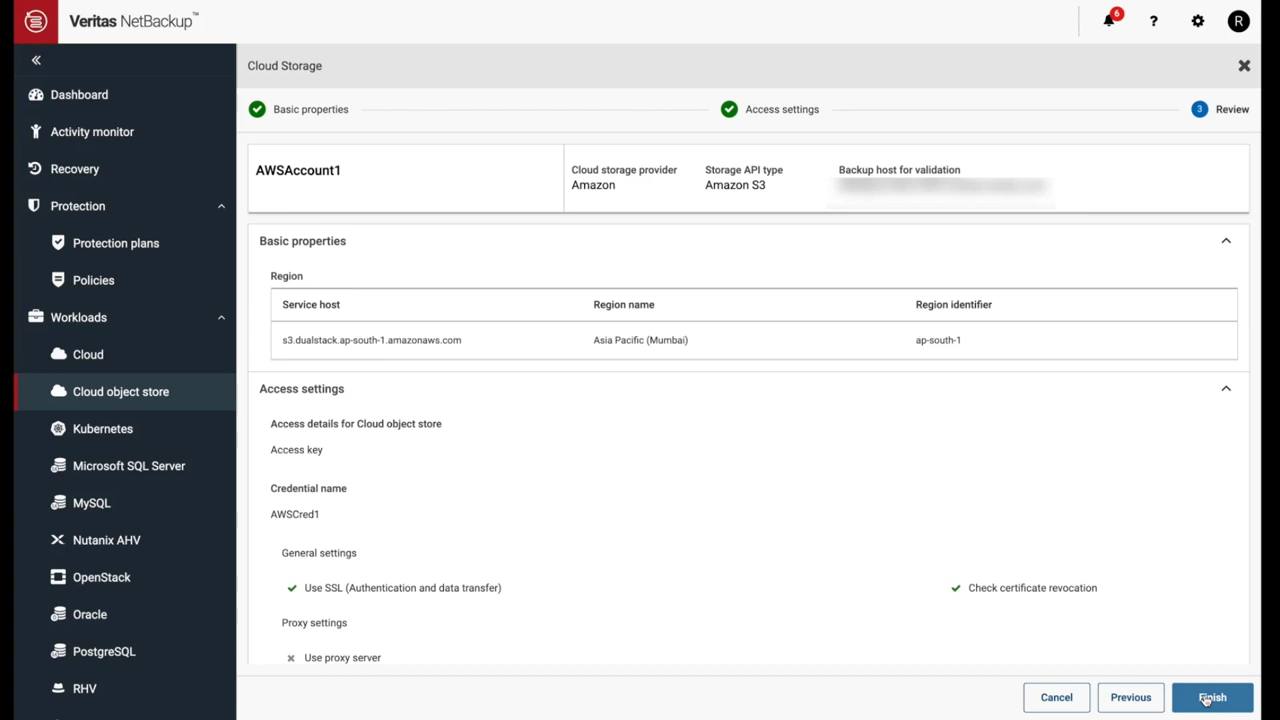 Veritas NetBackup™
6
?
R
Cloud Storage
Dashboard
Activity monitor
Recovery
Protection
Protection plans
Policies
Workloads
Cloud
Cloud object store
Kubernetes
Microsoft SQL Server
MySQL
Nutanix AHV
OpenStack
Oracle
PostgreSQL
RHV
Basic properties
Access settings
3 Review
AWSAccount1
Cloud storage provider
Amazon
Storage API type
Amazon S3
Backup host for validation
Basic properties
Region
Service host Region name Region identifier
s3.dualstack.ap-south-1.amazonaws.com Asia Pacific (Mumbai) ap-south-1
Access settings
Access details for Cloud object store
Access key
Credential name
AWSCred1
General settings
Use SSL (Authentication and data transfer) Check certificate revocation
Proxy settings
Use proxy server
Cancel Previous Finish